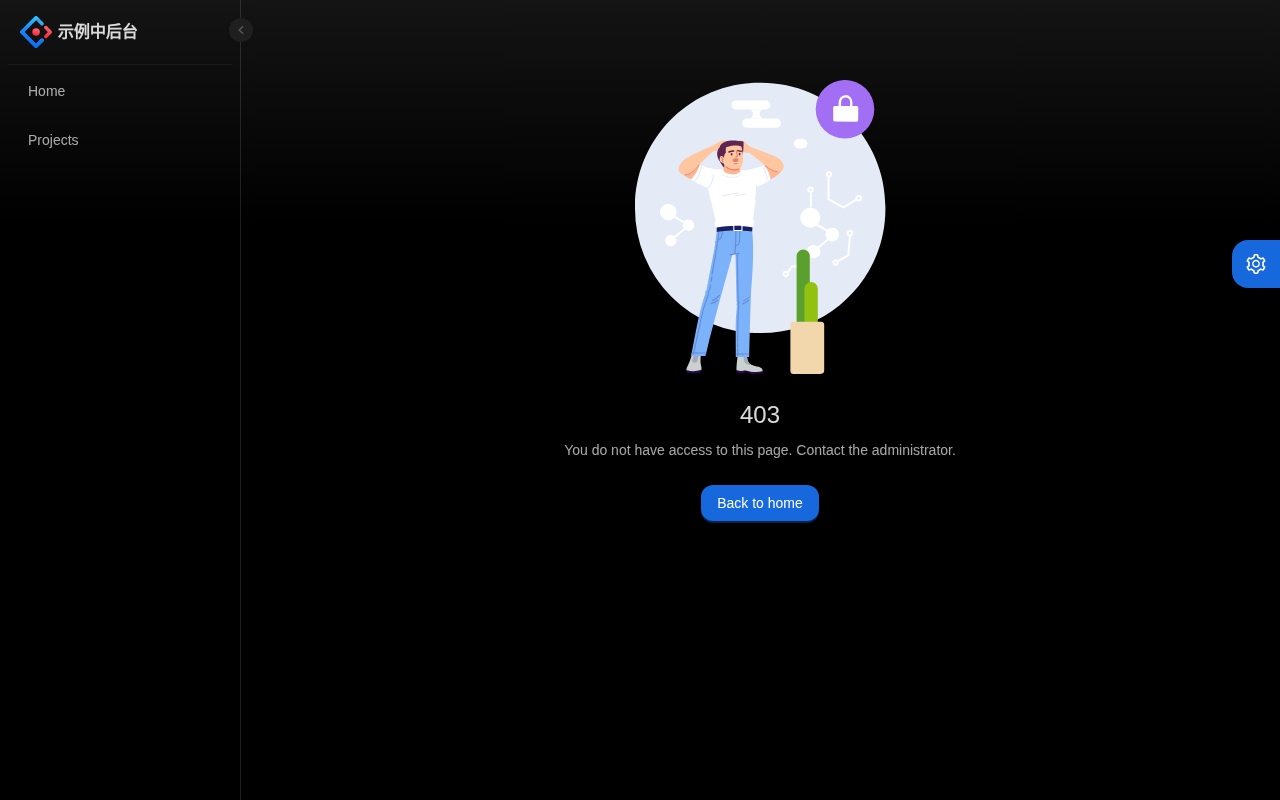 示例中后台
Home
Projects
403
You do not have access to this page. Contact the administrator.
Back to home